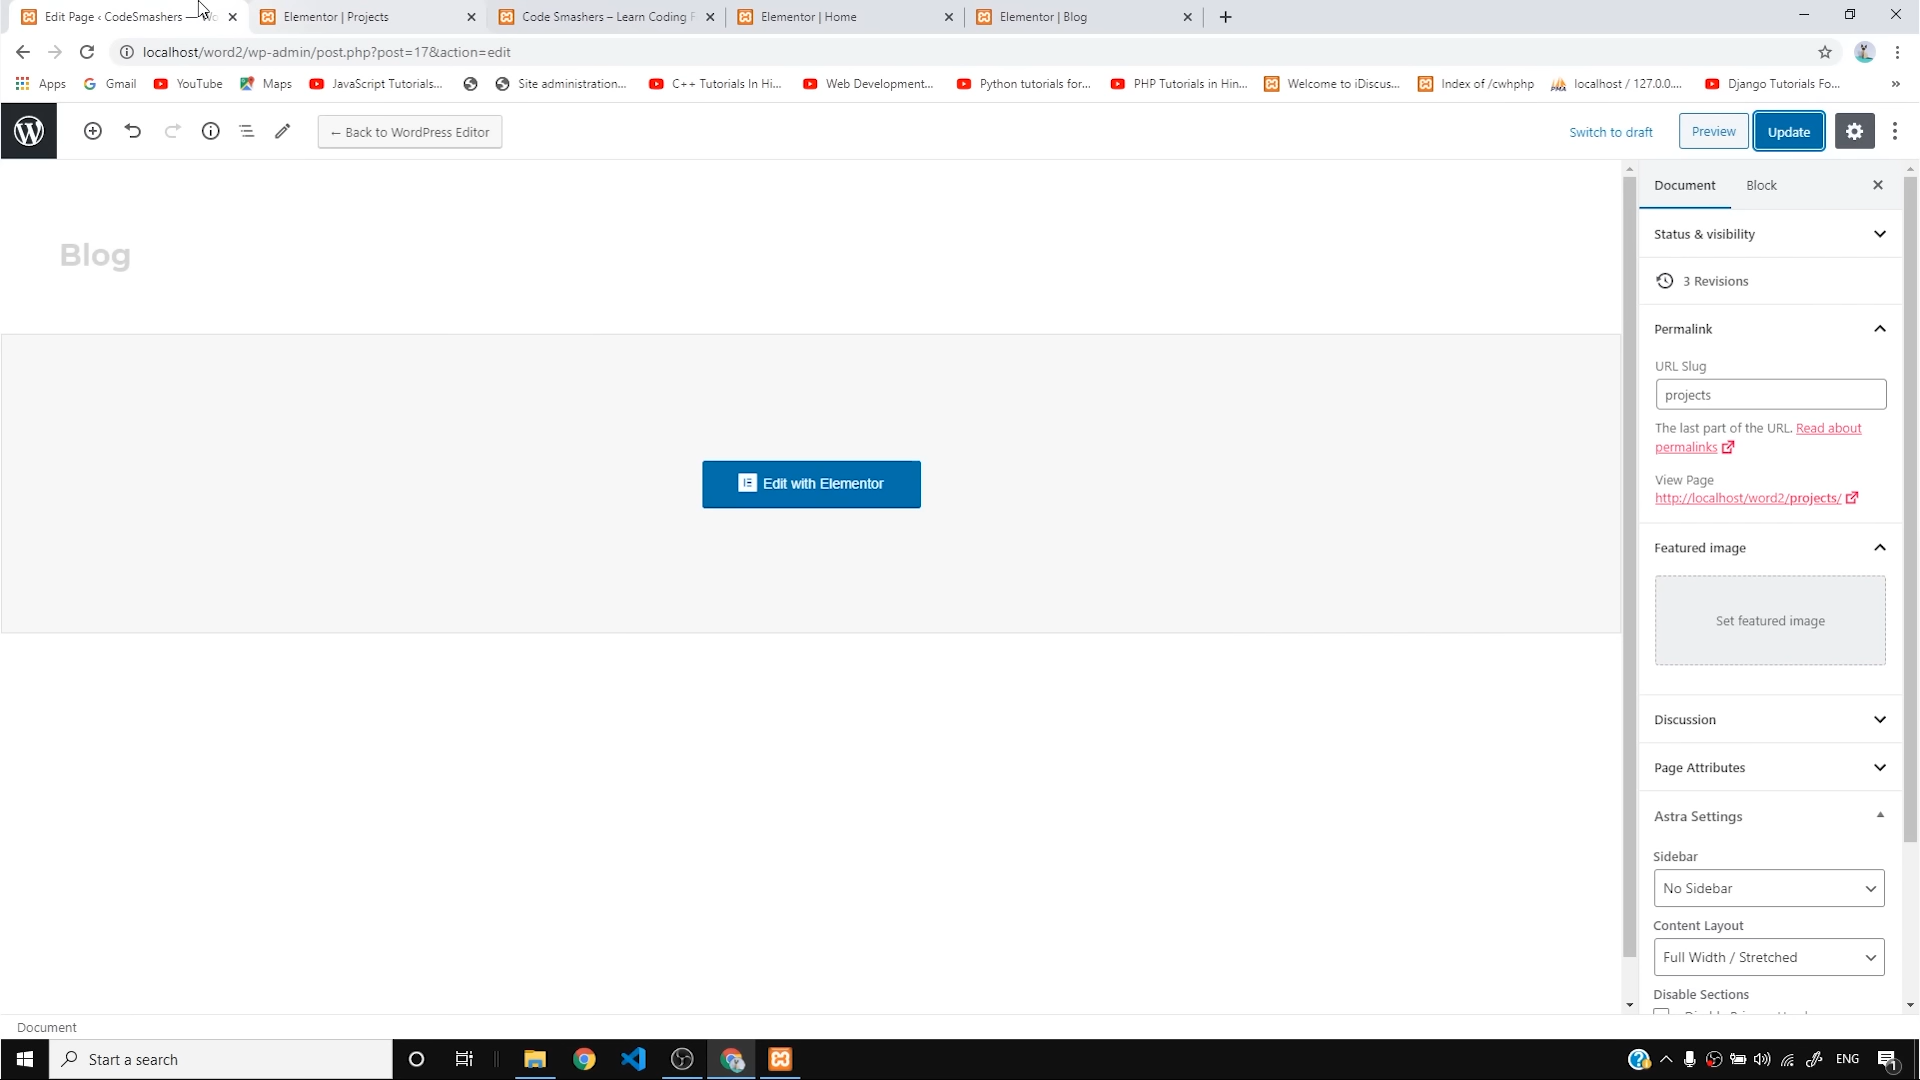 Edit Page ‹ CodeSmashers — Wo
Elementor | Projects
Code Smashers – Learn Coding F
Elementor | Home
Elementor | Blog
localhost/word2/wp-admin/post.php?post=17&action=edit
Apps
Gmail
YouTube
Maps
JavaScript Tutorials...
Site administration...
C++ Tutorials In Hi...
Web Development...
Python tutorials for...
PHP Tutorials in Hin...
Welcome to iDiscus...
Index of /cwhphp
localhost / 127.0.0....
Django Tutorials Fo...
»
← Back to WordPress Editor
Switch to draft
Preview
Update
Document
Block
Blog
Status & visibility
3 Revisions
Permalink
URL Slug
projects
The last part of the URL. Read about
permalinks
View Page
http://localhost/word2/projects/
Edit with Elementor
Featured image
Set featured image
Discussion
Page Attributes
Astra Settings
Sidebar
No Sidebar
Content Layout
Full Width / Stretched
Disable Sections
Document
Start a search
ENG
1